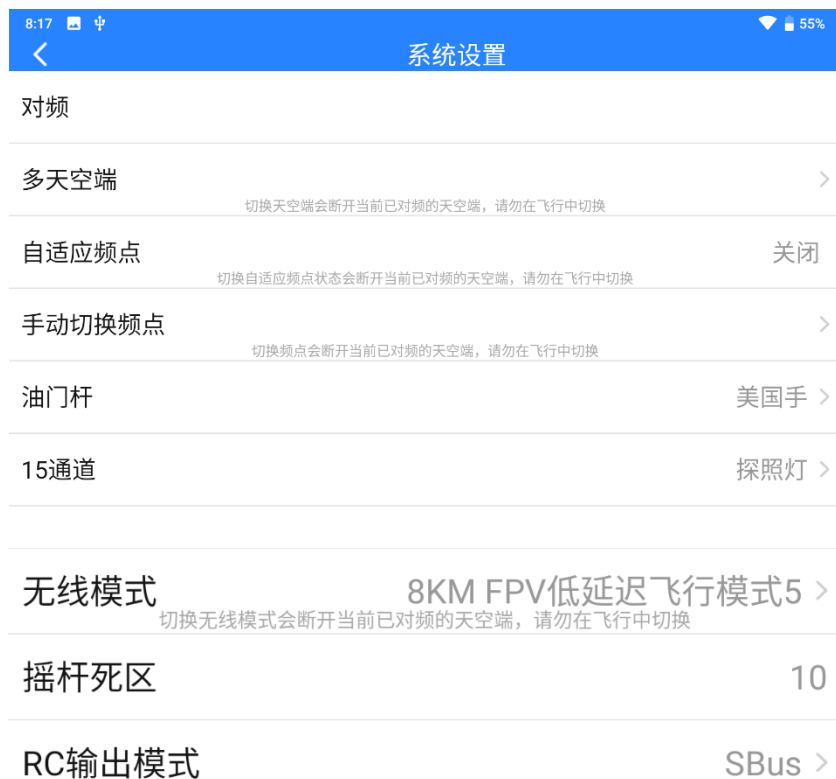 8:17 55%
系统设置
对频
多天空端
切换天空端会断开当前已对频的天空端，请勿在飞行中切换
自适应频点 关闭
切换自适应频点状态会断开当前已对频的天空端，请勿在飞行中切换
手动切换频点
切换频点会断开当前已对频的天空端，请勿在飞行中切换
油门杆 美国手
15通道 探照灯
无线模式 8KM FPV低延迟飞行模式5
切换无线模式会断开当前已对频的天空端，请勿在飞行中切换
摇杆死区 10
RC输出模式 SBus